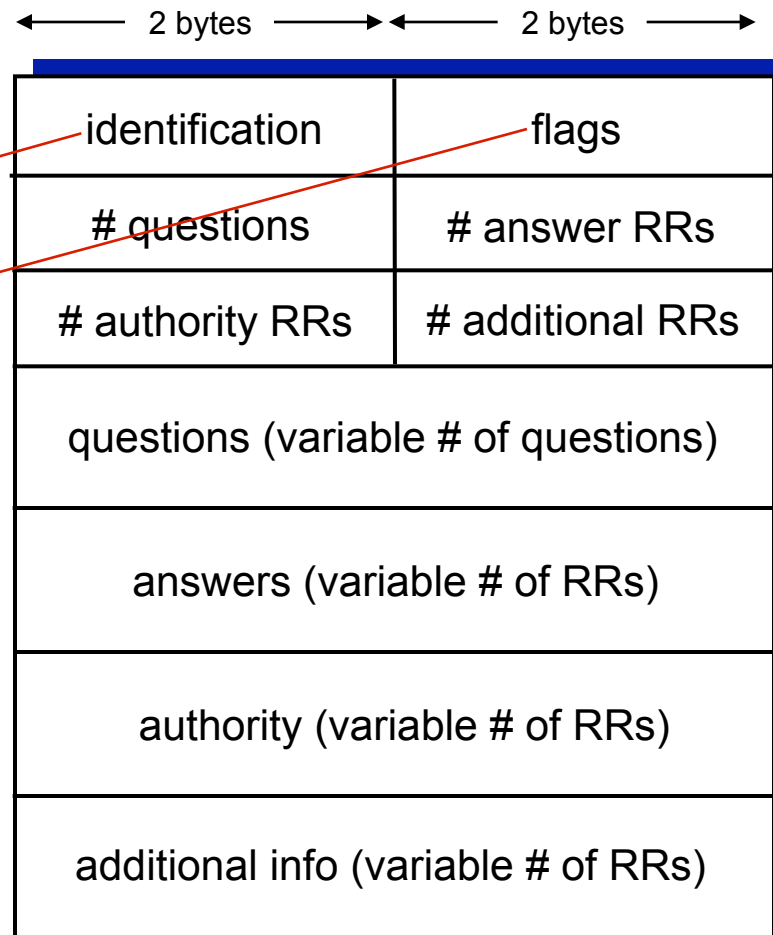 2 bytes 2 bytes
identification flags
# questions # answer RRs
# authority RRs # additional RRs
questions (variable # of questions)
answers (variable # of RRs)
authority (variable # of RRs)
additional info (variable # of RRs)